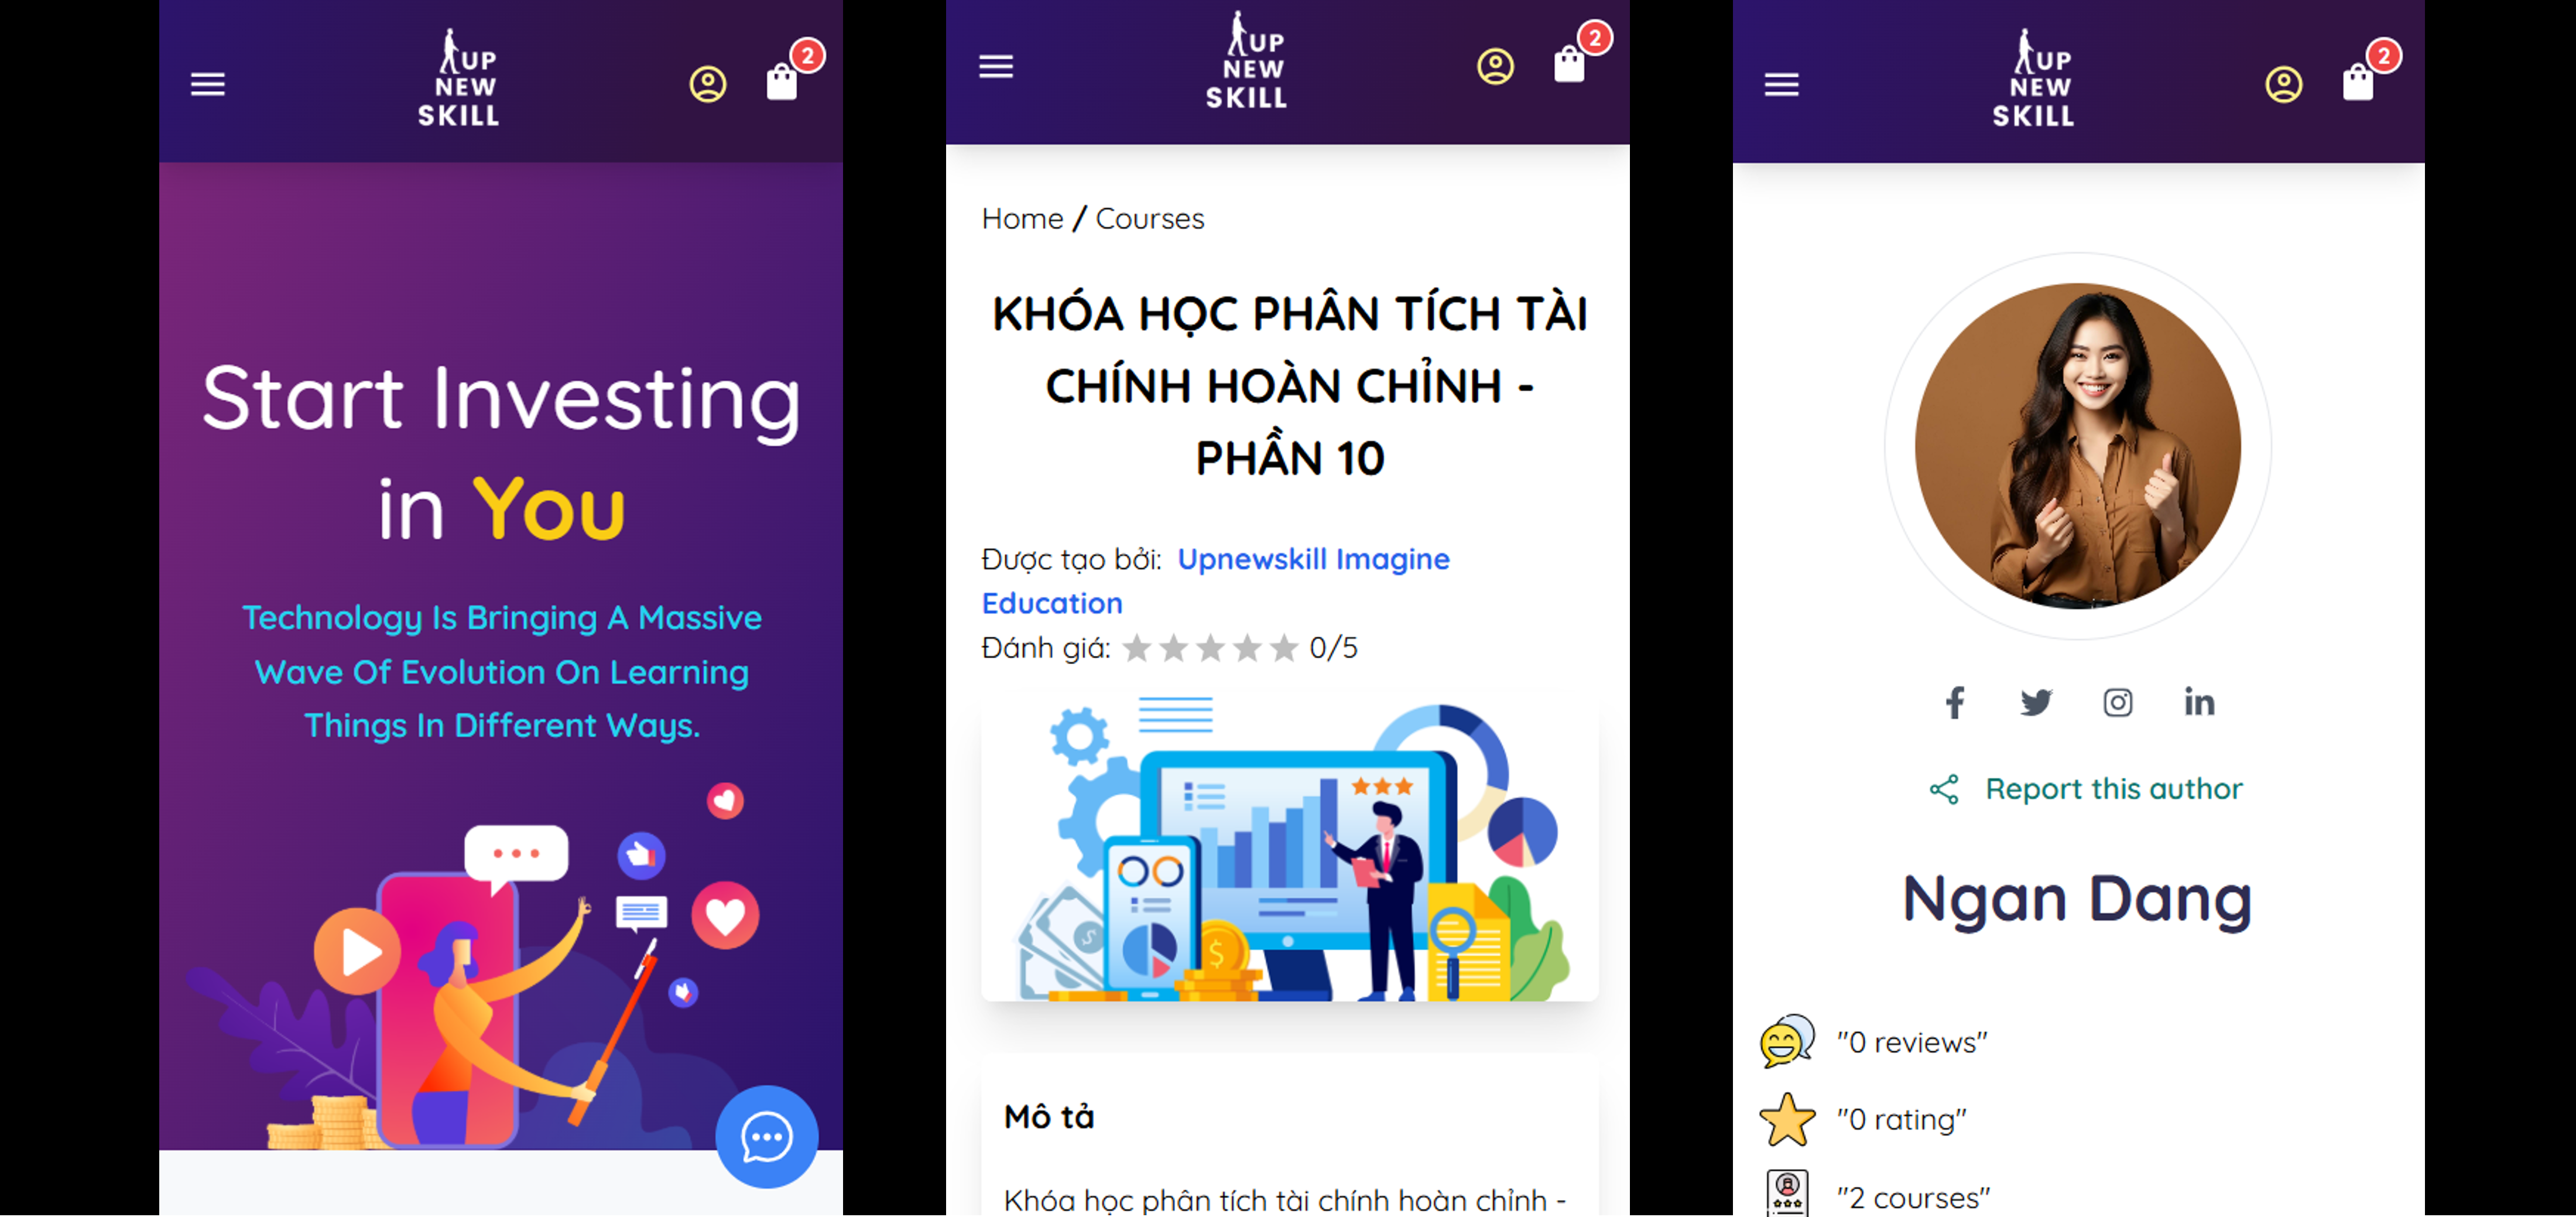 UP
NEW
SKILL
2
Start Investing
in You
Technology Is Bringing A Massive
Wave Of Evolution On Learning
Things In Different Ways.
UP
NEW
SKILL
2
Home / Courses
KHÓA HỌC PHÂN TÍCH TÀI
CHÍNH HOÀN CHỈNH -
PHẦN 10
Được tạo bởi: Upnewskill Imagine
Education
Đánh giá: 0/5
Mô tả
Khóa học phân tích tài chính hoàn chỉnh -
UP
NEW
SKILL
2
Report this author
Ngan Dang
"0 reviews"
"0 rating"
"2 courses"